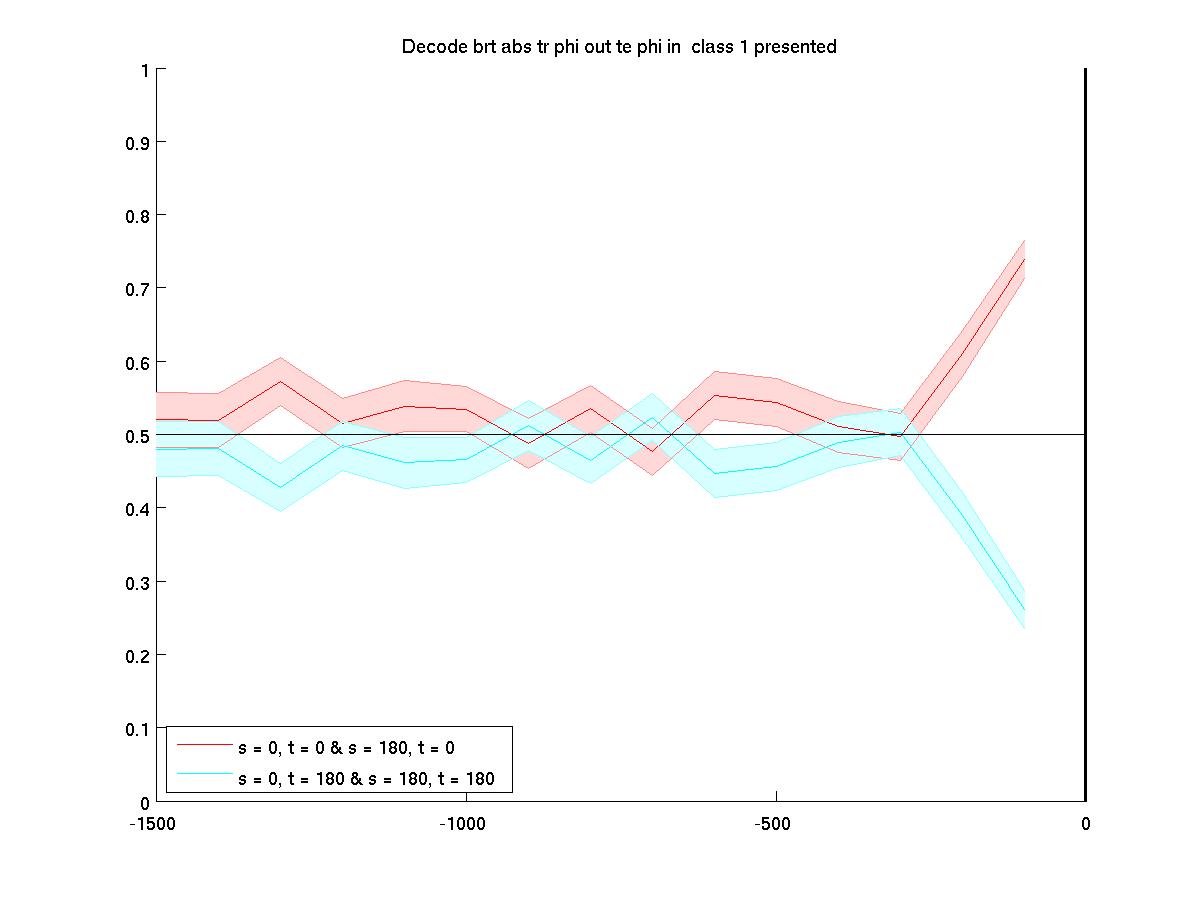 Decode brt abs tr phi out te phi in  class 1 presented
1
0.9
0.8
0.7
0.6
0.5
0.4
0.3
0.2
0.1
0
s = 0, t = 0 & s = 180, t = 0
s = 0, t = 180 & s = 180, t = 180
-1500 -1000 -500 0